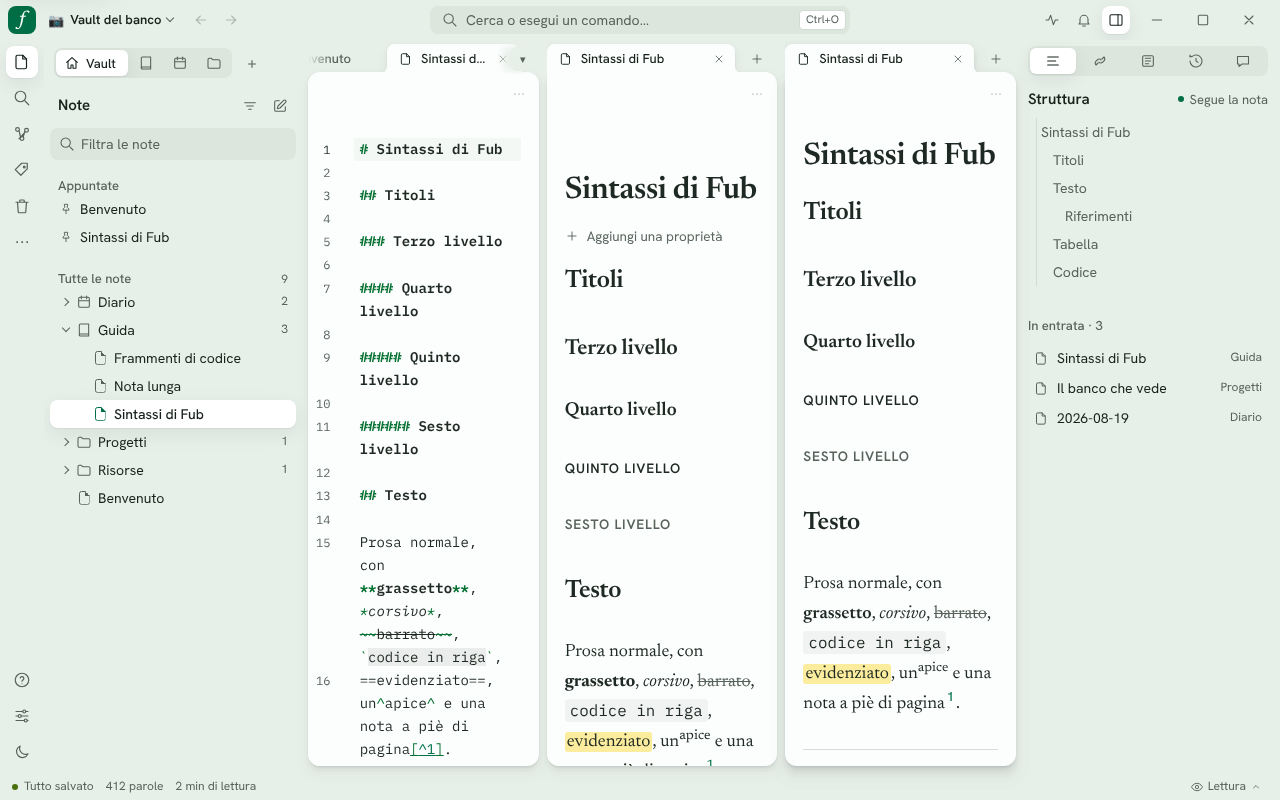 Vault del banco
Cerca o esegui un comando...
Ctrl+O
Vault
Note
Filtra le note
Appuntate
Benvenuto
Sintassi di Fub
Tutte le note 9
Diario 2
Guida 3
Frammenti di codice
Nota lunga
Sintassi di Fub
Progetti 1
Risorse 1
Benvenuto
Tutto salvato 412 parole 2 min di lettura
venuto
Sintassi d...
1 # Sintassi di Fub
2
3 ## Titoli
4
5 ### Terzo livello
6
7 #### Quarto
livello
8
9 ##### Quinto
livello
10
11 ###### Sesto
livello
12
13 ## Testo
14
15 Prosa normale,
con
**grassetto**,
*corsivo*,
~~barrato~~,
`codice in riga`,
16 ==evidenziato==,
un^apice^ e una
nota a piè di
pagina[^1].
Sintassi di Fub
Sintassi di Fub
Aggiungi una proprietà
Titoli
Terzo livello
Quarto livello
QUINTO LIVELLO
SESTO LIVELLO
Testo
Prosa normale, con
grassetto, corsivo, barrato,
codice in riga,
evidenziato, unapice e una
Sintassi di Fub
Sintassi di Fub
Titoli
Terzo livello
Quarto livello
QUINTO LIVELLO
SESTO LIVELLO
Testo
Prosa normale, con
grassetto, corsivo, barrato,
codice in riga,
evidenziato, unapice e una
nota a piè di pagina1.
Struttura
Segue la nota
Sintassi di Fub
Titoli
Testo
Riferimenti
Tabella
Codice
In entrata · 3
Sintassi di Fub Guida
Il banco che vede Progetti
2026-08-19 Diario
Lettura